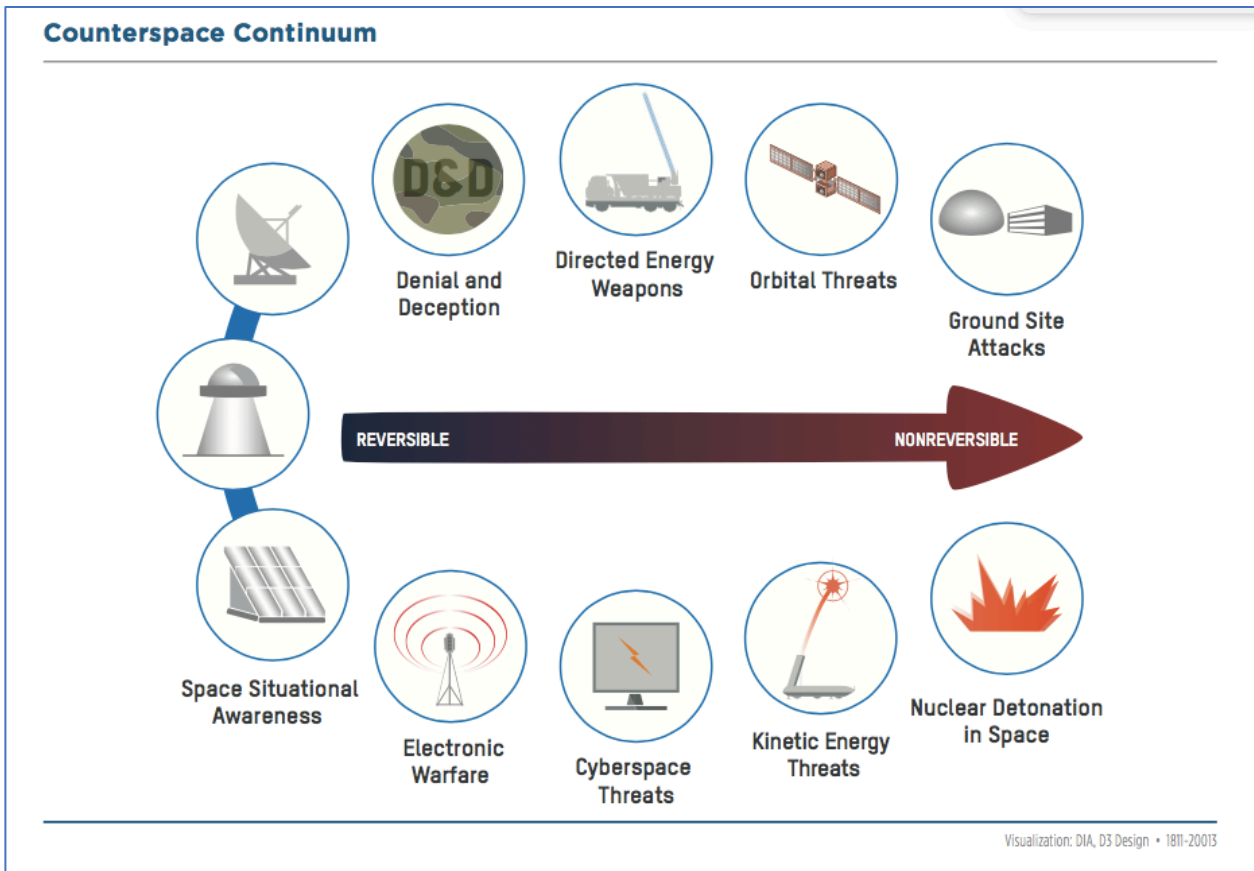 Counterspace Continuum
D&D
Denial and
Deception
Directed Energy
Weapons
Orbital Threats
Ground Site
Attacks
REVERSIBLE
NONREVERSIBLE
Space Situational
Awareness
Electronic
Warfare
Cyberspace
Threats
Kinetic Energy
Threats
Nuclear Detonation
in Space
Visualization: DIA, D3 Design • 1811-20013